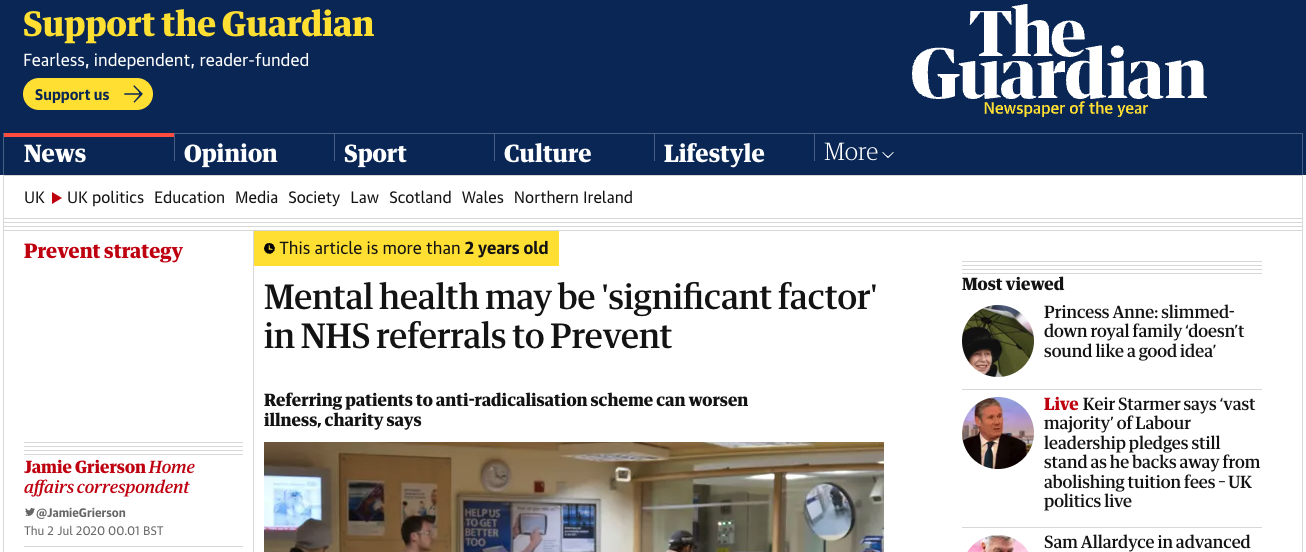 Support the Guardian
Fearless, independent, reader-funded
Support us
The
Guardian
Newspaper of the year
News
Opinion
Sport
Culture
Lifestyle
More
UK
UK politics
Education
Media
Society
Law
Scotland
Wales
Northern Ireland
Prevent strategy
This article is more than 2 years old
Mental health may be 'significant factor'
in NHS referrals to Prevent
Referring patients to anti-radicalisation scheme can worsen
illness, charity says
Jamie Grierson Home
affairs correspondent
@JamieGrierson
Thu 2 Jul 2020 00.01 BST
HELP US
TO GET
BETTER
TOO
Most viewed
Princess Anne: slimmed-
down royal family ‘doesn’t
sound like a good idea’
Live Keir Starmer says ‘vast
majority’ of Labour
leadership pledges still
stand as he backs away from
abolishing tuition fees – UK
politics live
Sam Allardyce in advanced